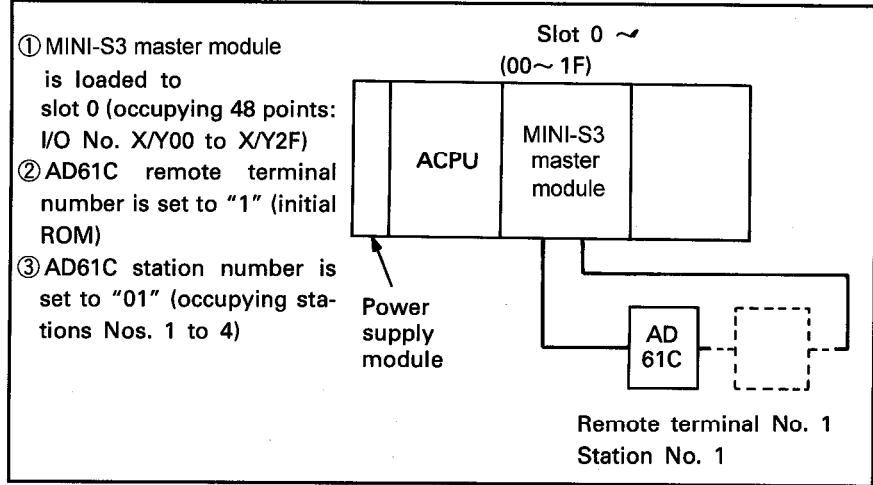 ① MINI-S3 master module
is loaded to
slot 0 (occupying 48 points:
I/O No. X/Y00 to X/Y2F)
② AD61C remote terminal
number is set to "1" (initial
ROM)
③ AD61C station number is
set to "01" (occupying sta-
tions Nos. 1 to 4)
Slot 0 ~
(00~ 1F)
ACPU
MINI-S3
master
module
Power
supply
module
AD
61C
Remote terminal No. 1
Station No. 1